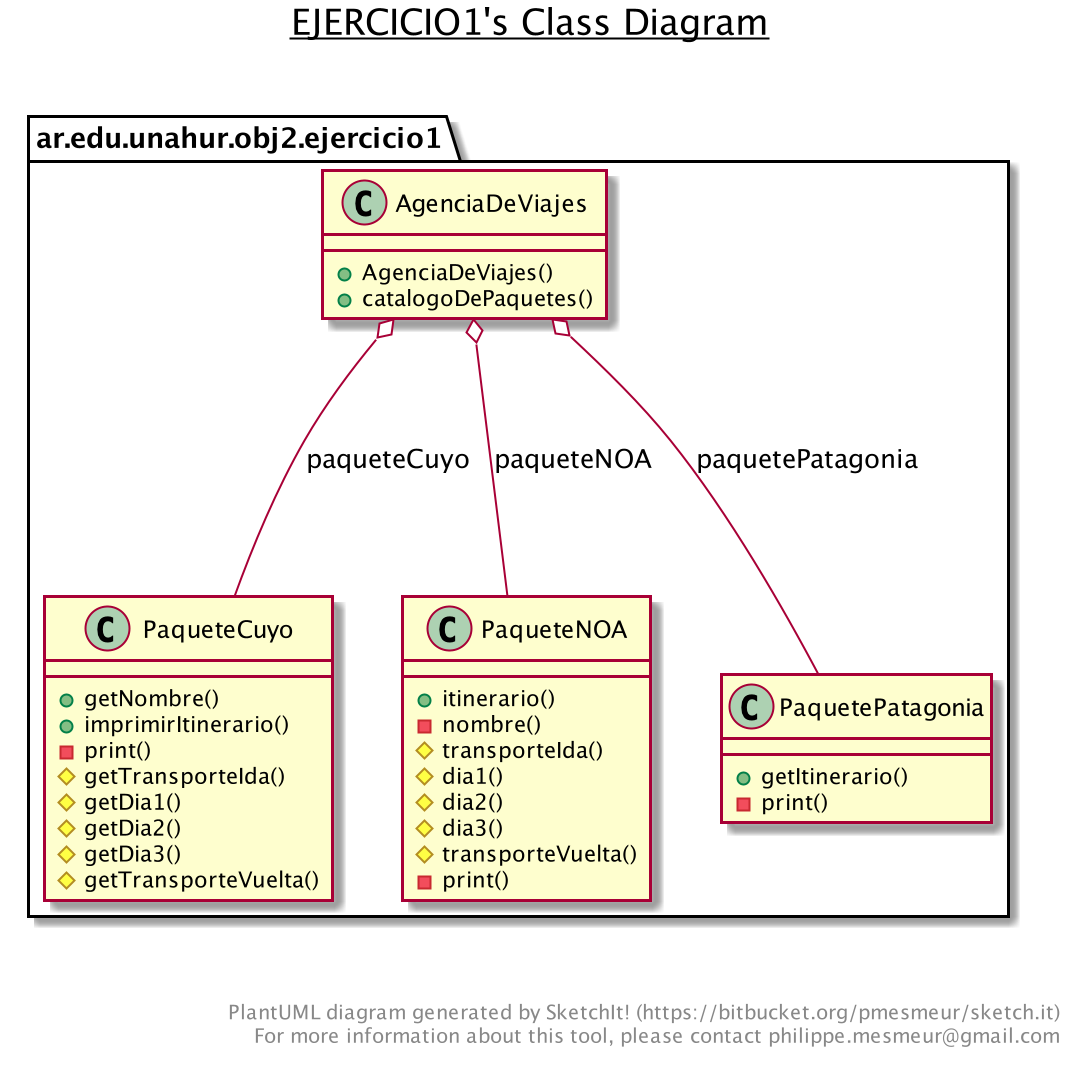 EJERCICIO1's Class Diagram
ar.edu.unahur.obj2.ejercicio1
C AgenciaDeViajes
AgenciaDeViajes()
catalogoDePaquetes()
paqueteCuyo
paqueteNOA
paquetePatagonia
C PaqueteCuyo
getNombre()
imprimirItinerario()
print()
getTransporteIda()
getDia1()
getDia2()
getDia3()
getTransporteVuelta()
C PaqueteNOA
itinerario()
nombre()
transporteIda()
dia1()
dia2()
dia3()
transporteVuelta()
print()
C PaquetePatagonia
getItinerario()
print()
PlantUML diagram generated by SketchIt! (https://bitbucket.org/pmesmeur/sketch.it)
For more information about this tool, please contact philippe.mesmeur@gmail.com